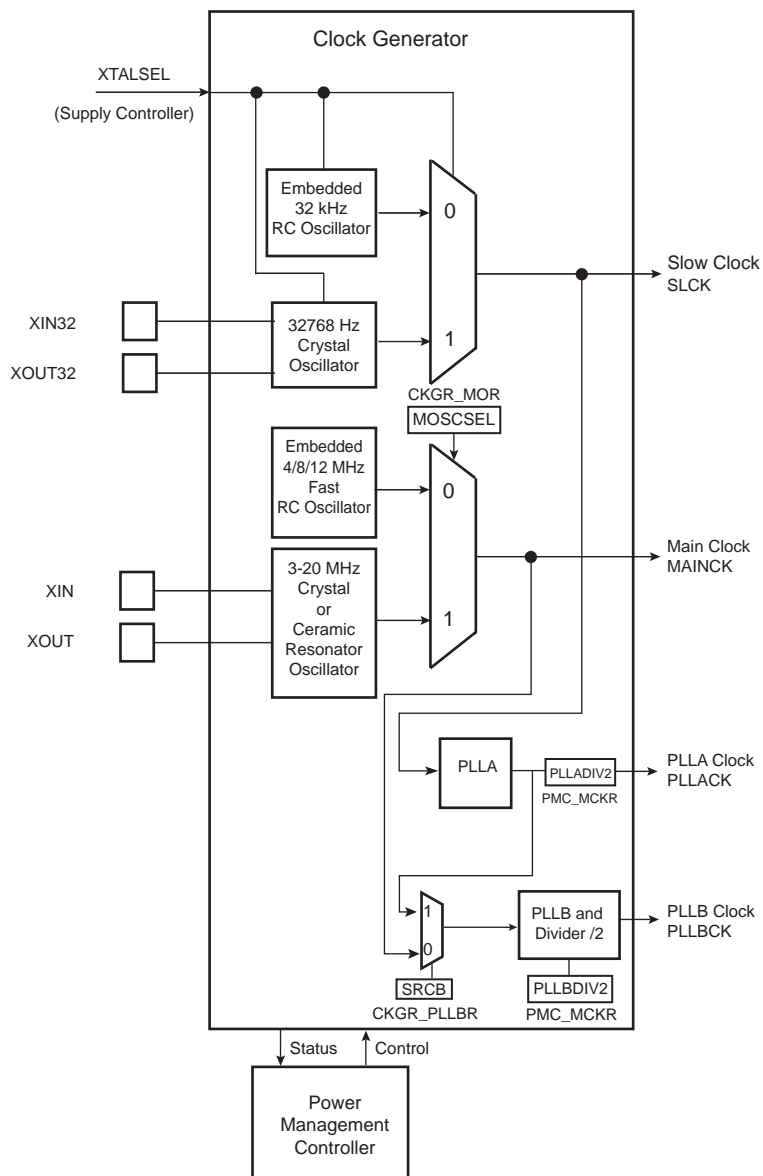 Clock Generator
XTALSEL
(Supply Controller)
Embedded
32 kHz
RC Oscillator
0
Slow Clock
SLCK
XIN32
32768 Hz
Crystal
Oscillator
1
XOUT32
CKGR_MOR
MOSCSEL
Embedded
4/8/12 MHz
Fast
RC Oscillator
0
Main Clock
MAINCK
3-20 MHz
Crystal
or
Ceramic
Resonator
Oscillator
XIN
1
XOUT
PLLA
PLLADIV2
PMC_MCKR
PLLA Clock
PLLACK
1
0
PLLB and
Divider /2
PLLB Clock
PLLBCK
SRCB
CKGR_PLLBR
PLLBDIV2
PMC_MCKR
Status
Control
Power
Management
Controller